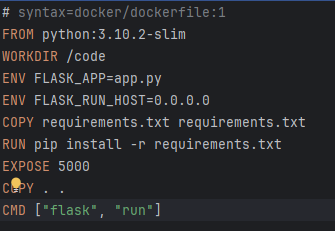 # syntax=docker/dockerfile:1
FROM python:3.10.2-slim
WORKDIR /code
ENV FLASK_APP=app.py
ENV FLASK_RUN_HOST=0.0.0.0
COPY requirements.txt requirements.txt
RUN pip install -r requirements.txt
EXPOSE 5000
COPY . .
CMD ["flask", "run"]